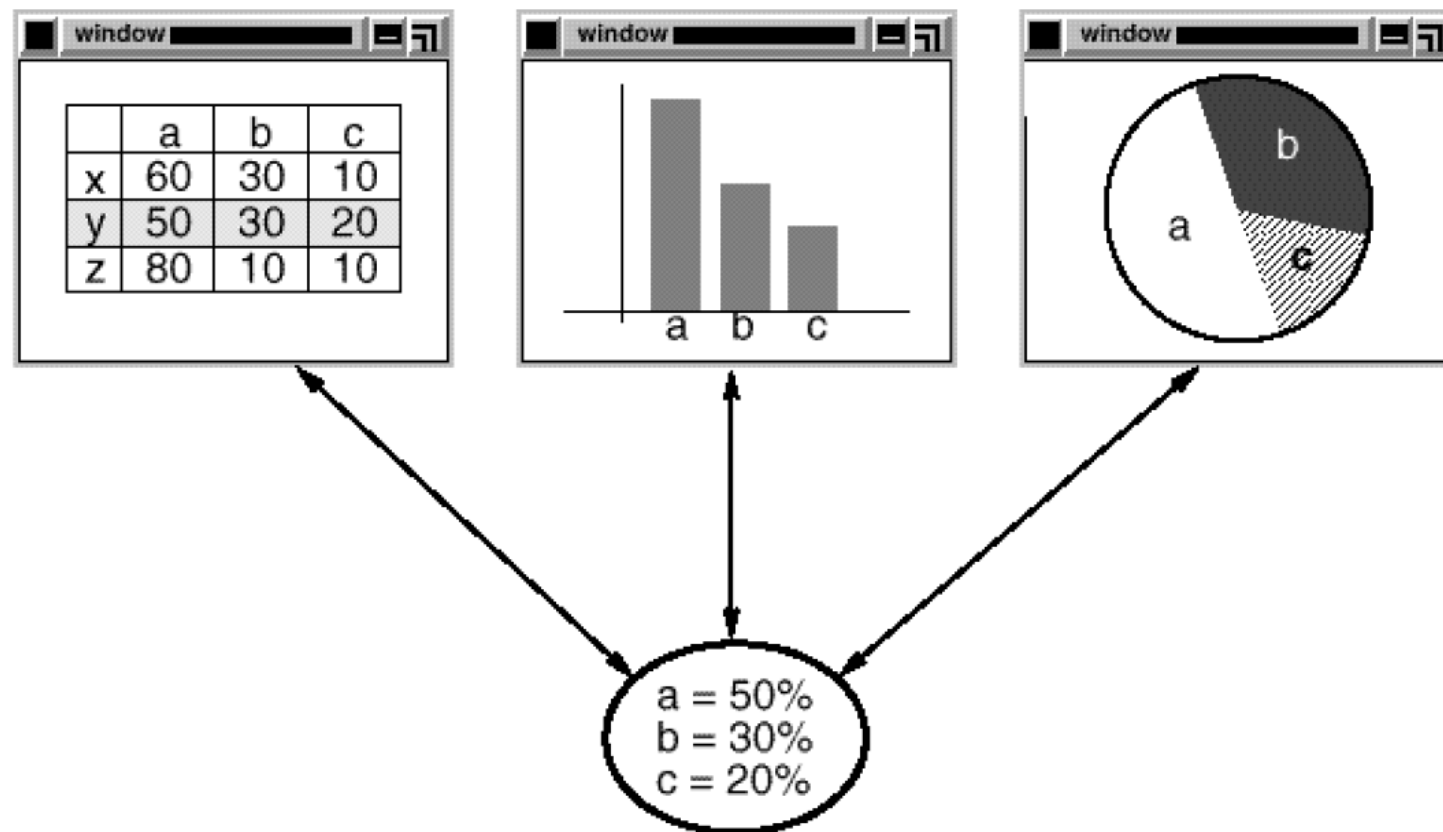 window
a b c
x 60 30 10
y 50 30 20
z 80 10 10
window
a b c
window
b
a
c
a = 50%
b = 30%
c = 20%